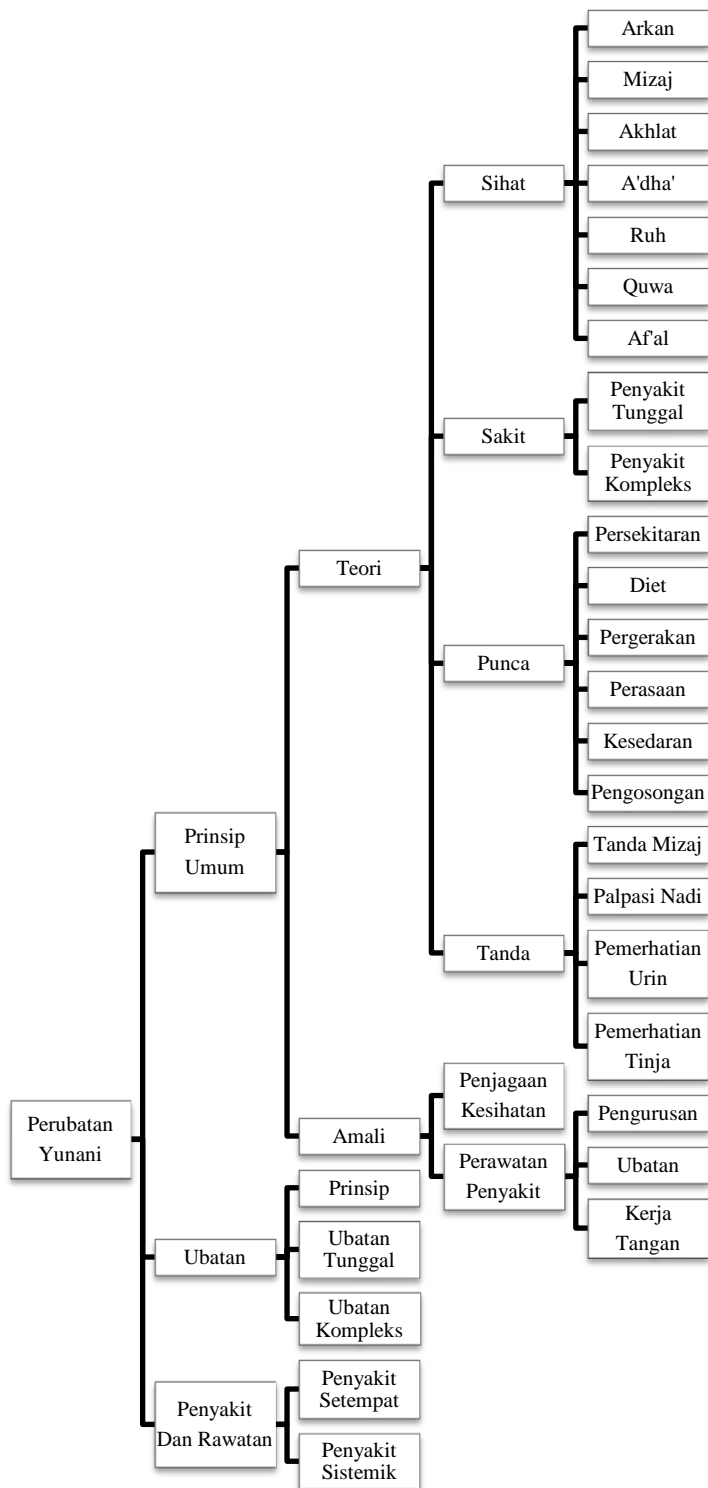 Arkan
Mizaj
Akhlat
Sihat
A'dha'
Ruh
Quwa
Af'al
Penyakit
Tunggal
Sakit
Penyakit
Kompleks
Persekitaran
Teori
Diet
Pergerakan
Punca
Perasaan
Kesedaran
Pengosongan
Prinsip
Umum
Tanda Mizaj
Palpasi Nadi
Tanda
Pemerhatian
Urin
Pemerhatian
Tinja
Perubatan
Yunani
Amali
Penjagaan
Kesihatan
Perawatan
Penyakit
Pengurusan
Ubatan
Kerja
Tangan
Ubatan
Prinsip
Ubatan
Tunggal
Ubatan
Kompleks
Penyakit
Dan Rawatan
Penyakit
Setempat
Penyakit
Sistemik